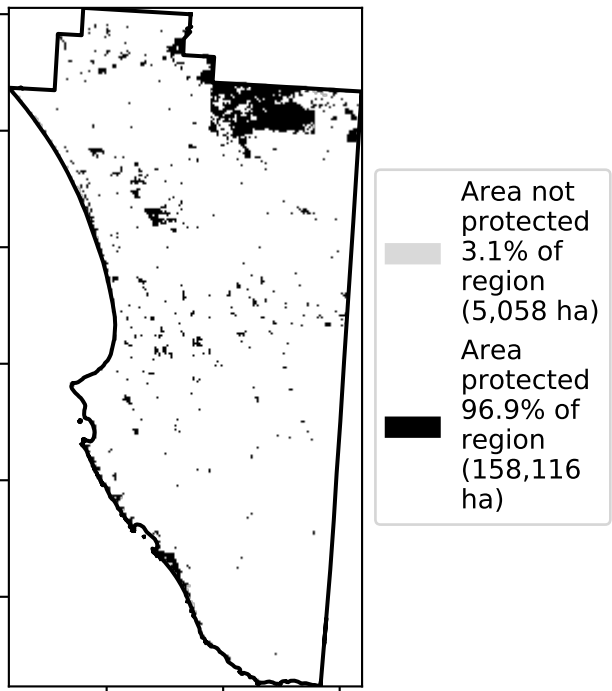 Area not
protected
3.1% of
region
(5,058 ha)
Area
protected
96.9% of
region
(158,116
ha)